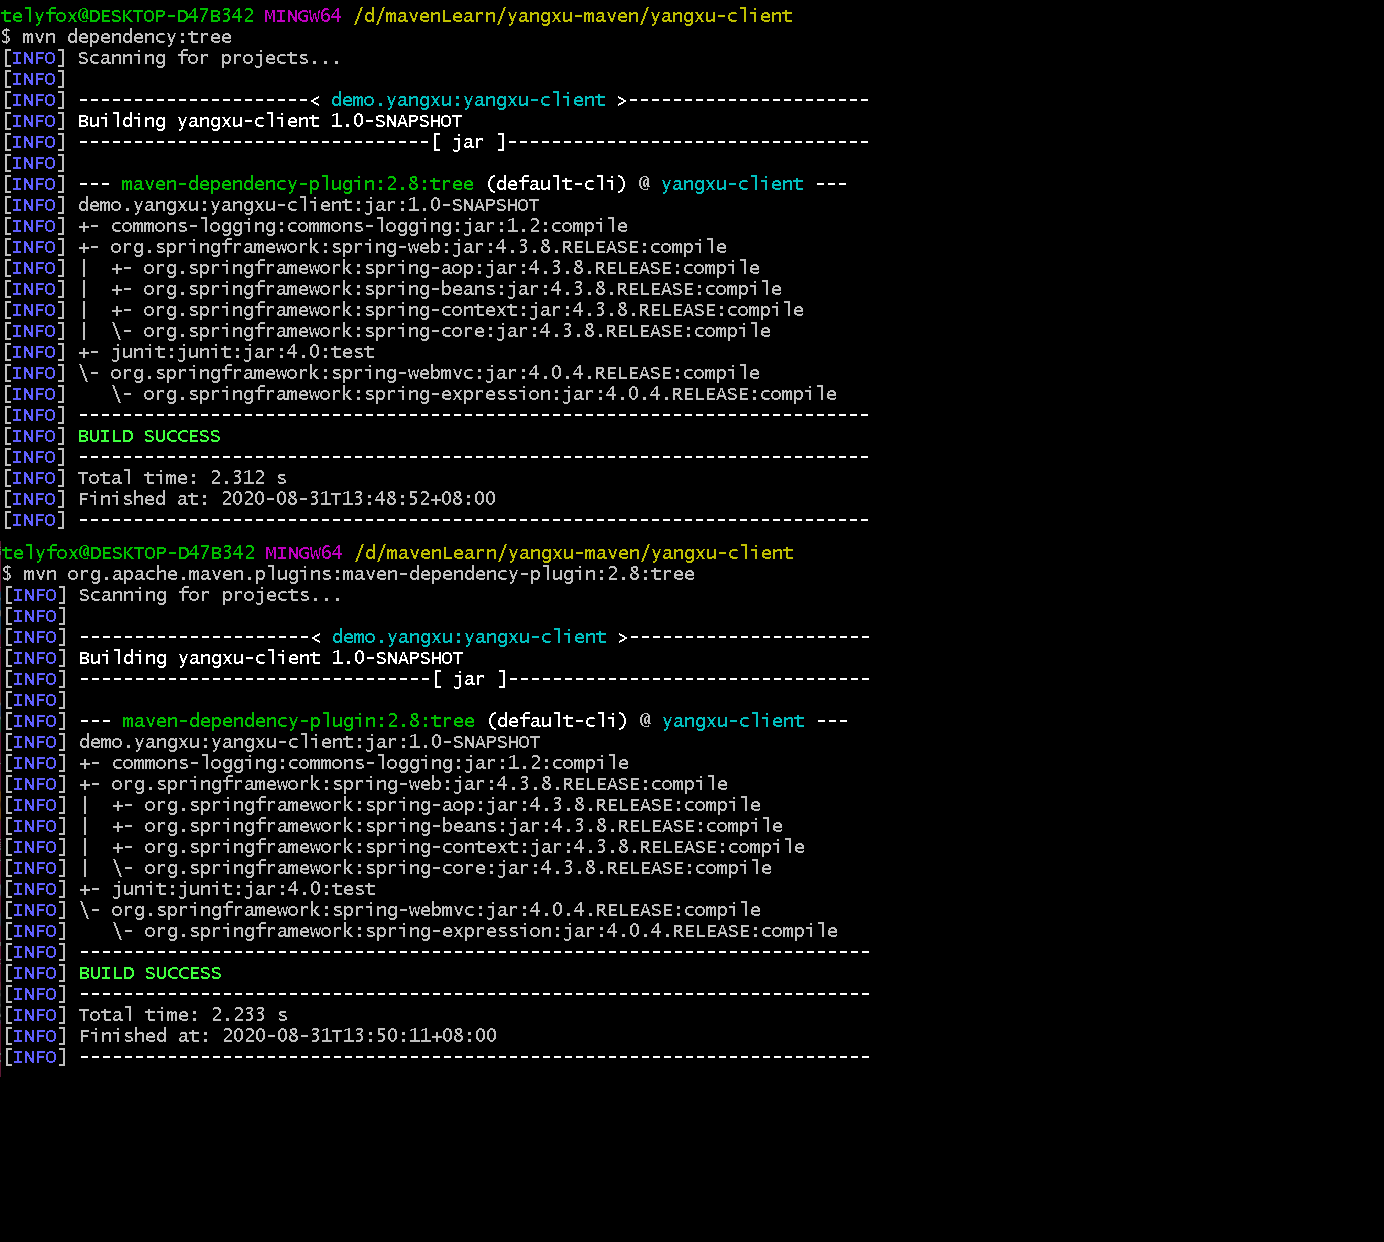 telyfox@DESKTOP-D47B342 MINGW64 /d/mavenLearn/yangxu-maven/yangxu-client
$ mvn dependency:tree
[INFO] Scanning for projects...
[INFO]
[INFO] ---------------------< demo.yangxu:yangxu-client >----------------------
[INFO] Building yangxu-client 1.0-SNAPSHOT
[INFO] --------------------------------[ jar ]---------------------------------
[INFO]
[INFO] --- maven-dependency-plugin:2.8:tree (default-cli) @ yangxu-client ---
[INFO] demo.yangxu:yangxu-client:jar:1.0-SNAPSHOT
[INFO] +- commons-logging:commons-logging:jar:1.2:compile
[INFO] +- org.springframework:spring-web:jar:4.3.8.RELEASE:compile
[INFO] |  +- org.springframework:spring-aop:jar:4.3.8.RELEASE:compile
[INFO] |  +- org.springframework:spring-beans:jar:4.3.8.RELEASE:compile
[INFO] |  +- org.springframework:spring-context:jar:4.3.8.RELEASE:compile
[INFO] |  \- org.springframework:spring-core:jar:4.3.8.RELEASE:compile
[INFO] +- junit:junit:jar:4.0:test
[INFO] \- org.springframework:spring-webmvc:jar:4.0.4.RELEASE:compile
[INFO]    \- org.springframework:spring-expression:jar:4.0.4.RELEASE:compile
[INFO] ------------------------------------------------------------------------
[INFO] BUILD SUCCESS
[INFO] ------------------------------------------------------------------------
[INFO] Total time: 2.312 s
[INFO] Finished at: 2020-08-31T13:48:52+08:00
[INFO] ------------------------------------------------------------------------
telyfox@DESKTOP-D47B342 MINGW64 /d/mavenLearn/yangxu-maven/yangxu-client
$ mvn org.apache.maven.plugins:maven-dependency-plugin:2.8:tree
[INFO] Scanning for projects...
[INFO]
[INFO] ---------------------< demo.yangxu:yangxu-client >----------------------
[INFO] Building yangxu-client 1.0-SNAPSHOT
[INFO] --------------------------------[ jar ]---------------------------------
[INFO]
[INFO] --- maven-dependency-plugin:2.8:tree (default-cli) @ yangxu-client ---
[INFO] demo.yangxu:yangxu-client:jar:1.0-SNAPSHOT
[INFO] +- commons-logging:commons-logging:jar:1.2:compile
[INFO] +- org.springframework:spring-web:jar:4.3.8.RELEASE:compile
[INFO] |  +- org.springframework:spring-aop:jar:4.3.8.RELEASE:compile
[INFO] |  +- org.springframework:spring-beans:jar:4.3.8.RELEASE:compile
[INFO] |  +- org.springframework:spring-context:jar:4.3.8.RELEASE:compile
[INFO] |  \- org.springframework:spring-core:jar:4.3.8.RELEASE:compile
[INFO] +- junit:junit:jar:4.0:test
[INFO] \- org.springframework:spring-webmvc:jar:4.0.4.RELEASE:compile
[INFO]    \- org.springframework:spring-expression:jar:4.0.4.RELEASE:compile
[INFO] ------------------------------------------------------------------------
[INFO] BUILD SUCCESS
[INFO] ------------------------------------------------------------------------
[INFO] Total time: 2.233 s
[INFO] Finished at: 2020-08-31T13:50:11+08:00
[INFO] ------------------------------------------------------------------------